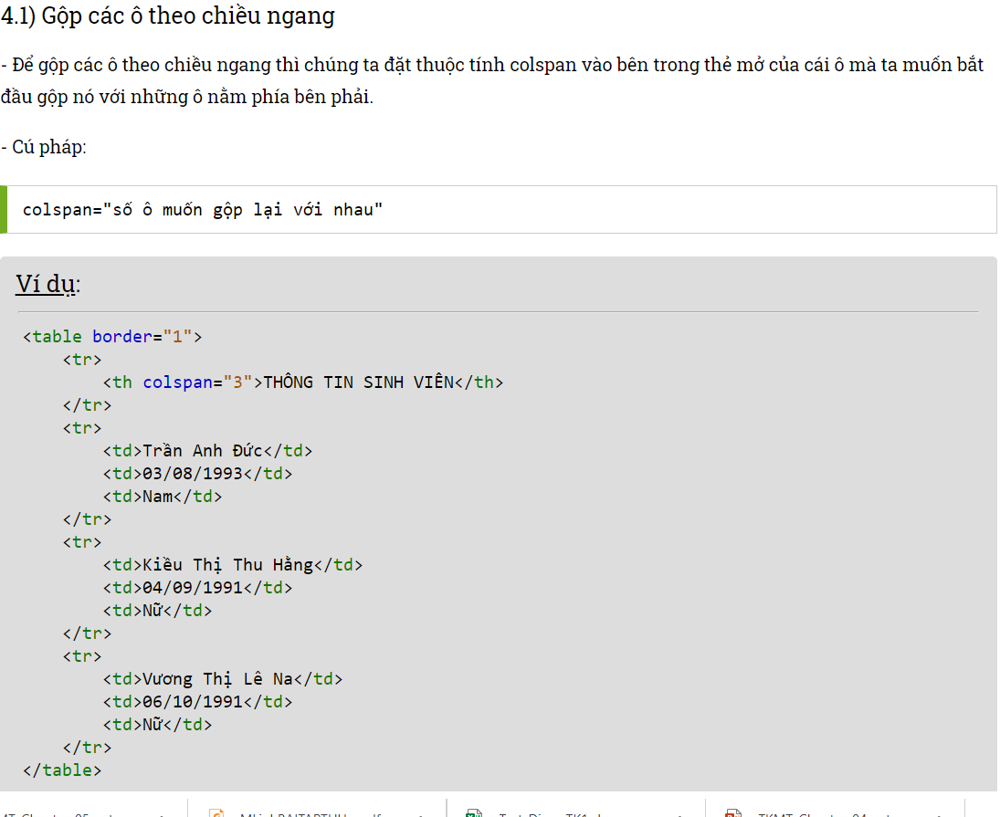 4.1) Gộp các ô theo chiều ngang
- Để gộp các ô theo chiều ngang thì chúng ta đặt thuộc tính colspan vào bên trong thẻ mở của cái ô mà ta muốn bắt
đầu gộp nó với những ô nằm phía bên phải.
- Cú pháp:
colspan="số ô muốn gộp lại với nhau"
Ví dụ:
<table border="1">
    <tr>
        <th colspan="3">THÔNG TIN SINH VIÊN</th>
    </tr>
    <tr>
        <td>Trần Anh Đức</td>
        <td>03/08/1993</td>
        <td>Nam</td>
    </tr>
    <tr>
        <td>Kiều Thị Thu Hằng</td>
        <td>04/09/1991</td>
        <td>Nữ</td>
    </tr>
    <tr>
        <td>Vương Thị Lê Na</td>
        <td>06/10/1991</td>
        <td>Nữ</td>
    </tr>
</table>